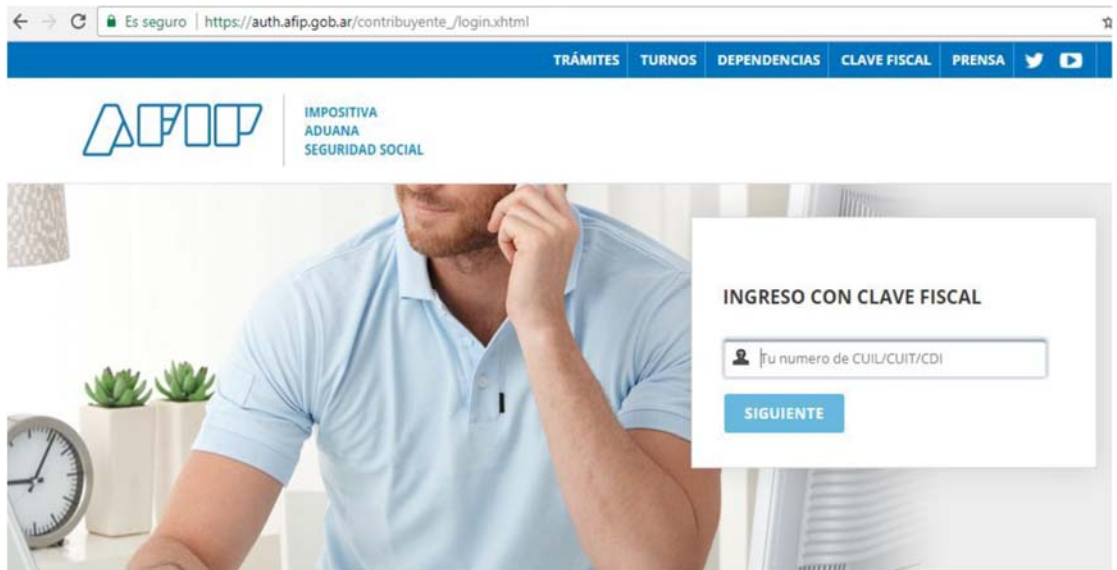 Es seguro | https://auth.afip.gob.ar/contribuyente_/login.xhtml
TRÁMITES TURNOS DEPENDENCIAS CLAVE FISCAL PRENSA
AFIP
IMPOSITIVA
ADUANA
SEGURIDAD SOCIAL
INGRESO CON CLAVE FISCAL
Tu numero de CUIL/CUIT/CDI
SIGUIENTE